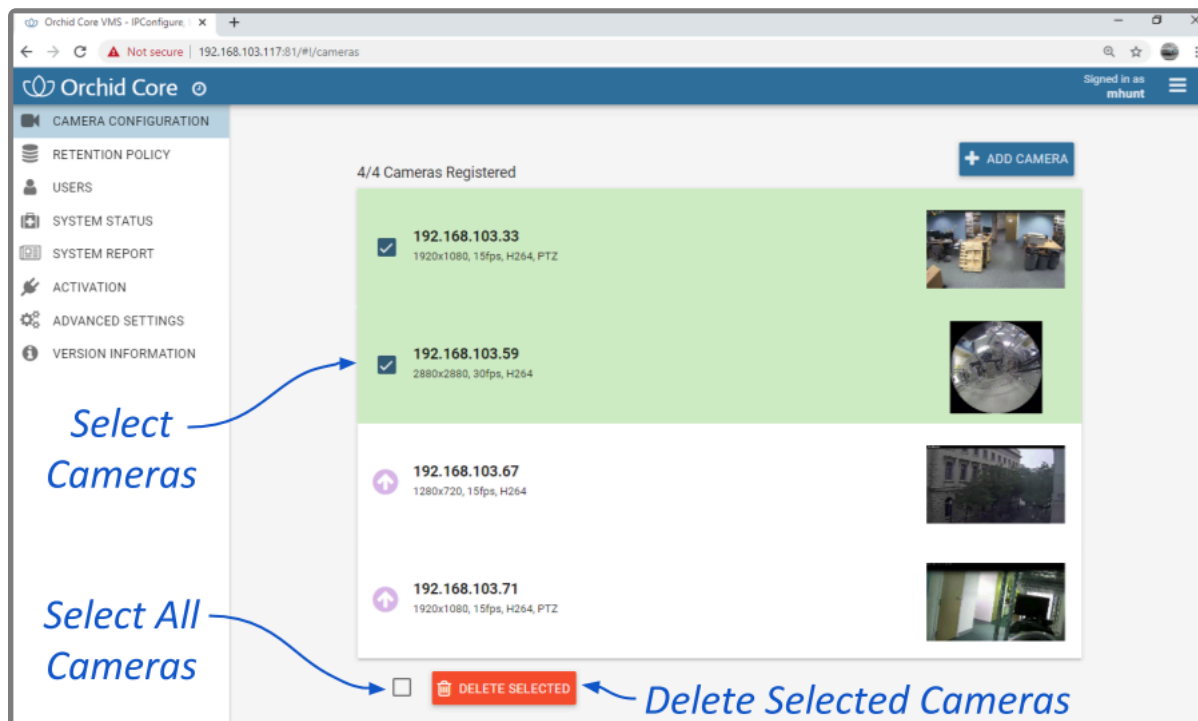 Orchid Core VMS - IPConfigure,
Not secure | 192.168.103.117:81/#!/cameras
Orchid Core
Signed in as
mhunt
CAMERA CONFIGURATION
RETENTION POLICY
USERS
SYSTEM STATUS
SYSTEM REPORT
ACTIVATION
ADVANCED SETTINGS
VERSION INFORMATION
4/4 Cameras Registered
ADD CAMERA
192.168.103.33
1920x1080, 15fps, H264, PTZ
192.168.103.59
2880x2880, 30fps, H264
192.168.103.67
1280x720, 15fps, H264
192.168.103.71
1920x1080, 15fps, H264, PTZ
Select
Cameras
Select All
Cameras
DELETE SELECTED
Delete Selected Cameras